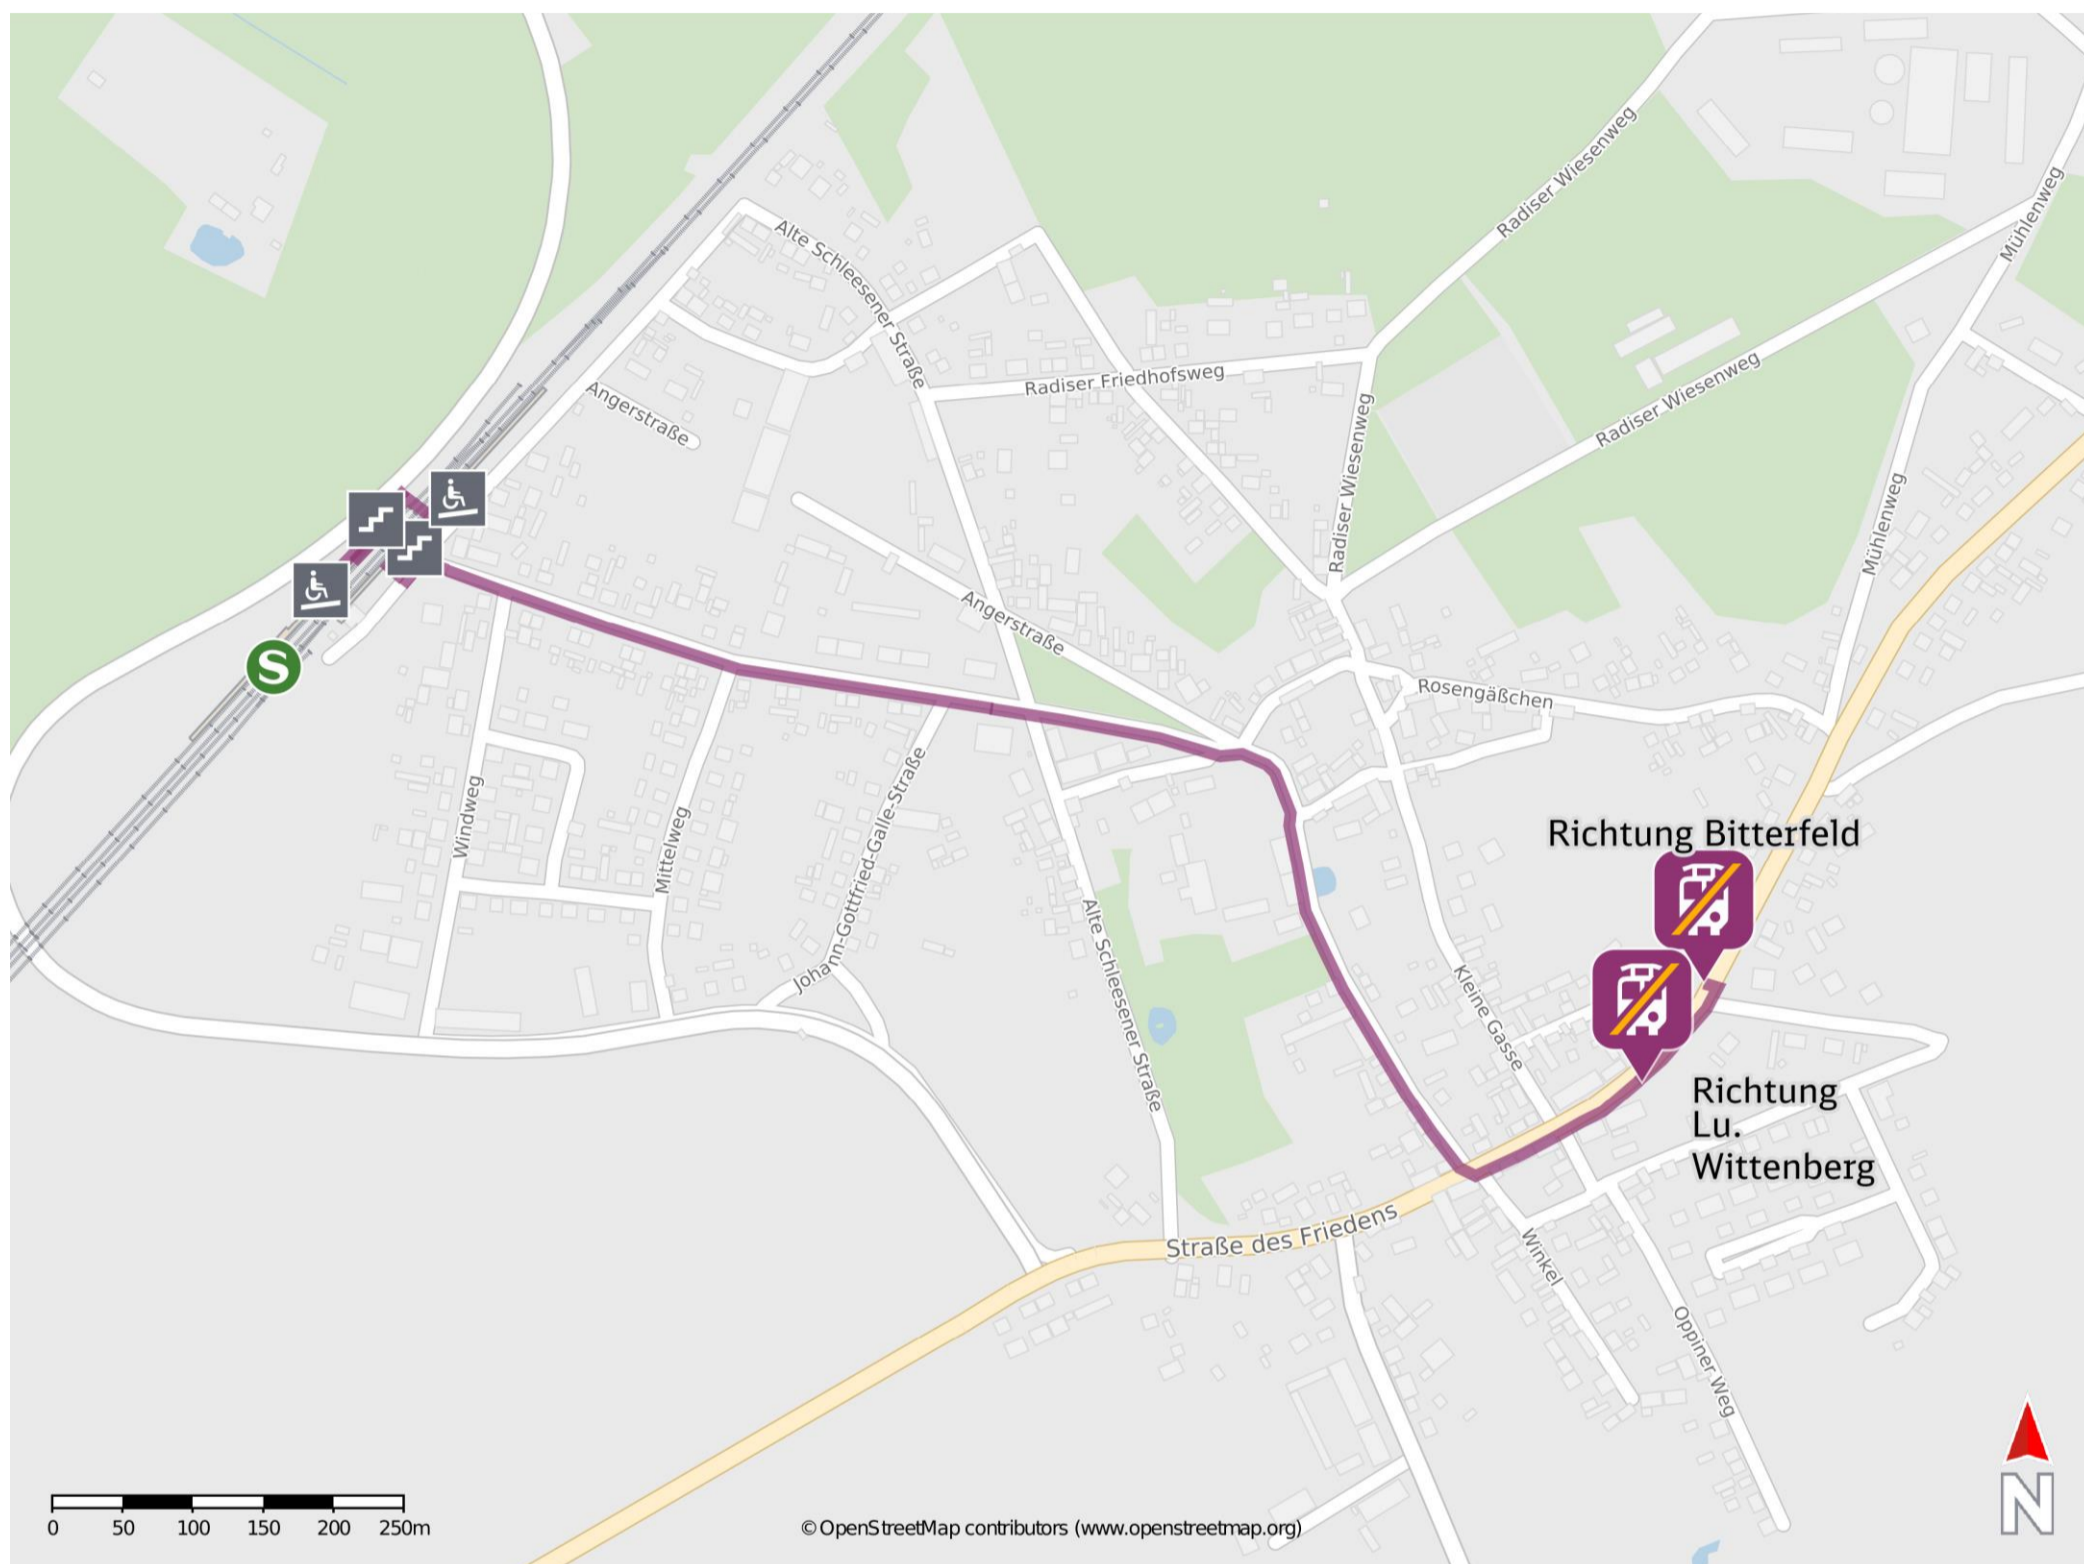 Radiser Wiesenweg
Mühlenweg
Alte Schleesener Straße
Radiser Friedhofsweg
Angerstraße
Radiser Wiesenweg
Radiser Wiesenweg
Mühlenweg
Angerstraße
S
Rosengäßchen
Windweg
Mittelweg
Johann-Gottfried-Galle-Straße
Richtung Bitterfeld
Alte Schleesener Straße
Kleine Gasse
Richtung
Lu.
Wittenberg
Straße des Friedens
Winkel
Oppiner Weg
0 50 100 150 200 250m
© OpenStreetMap contributors (www.openstreetmap.org)
N